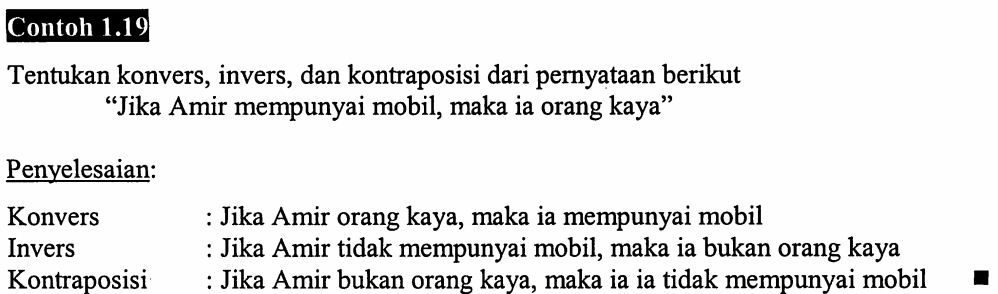 Contoh 1.19
Tentukan konvers, invers, dan kontraposisi dari pernyataan berikut
“Jika Amir mempunyai mobil, maka ia orang kaya”
Penyelesaian:
Konvers : Jika Amir orang kaya, maka ia mempunyai mobil
Invers : Jika Amir tidak mempunyai mobil, maka ia bukan orang kaya
Kontraposisi : Jika Amir bukan orang kaya, maka ia ia tidak mempunyai mobil ■